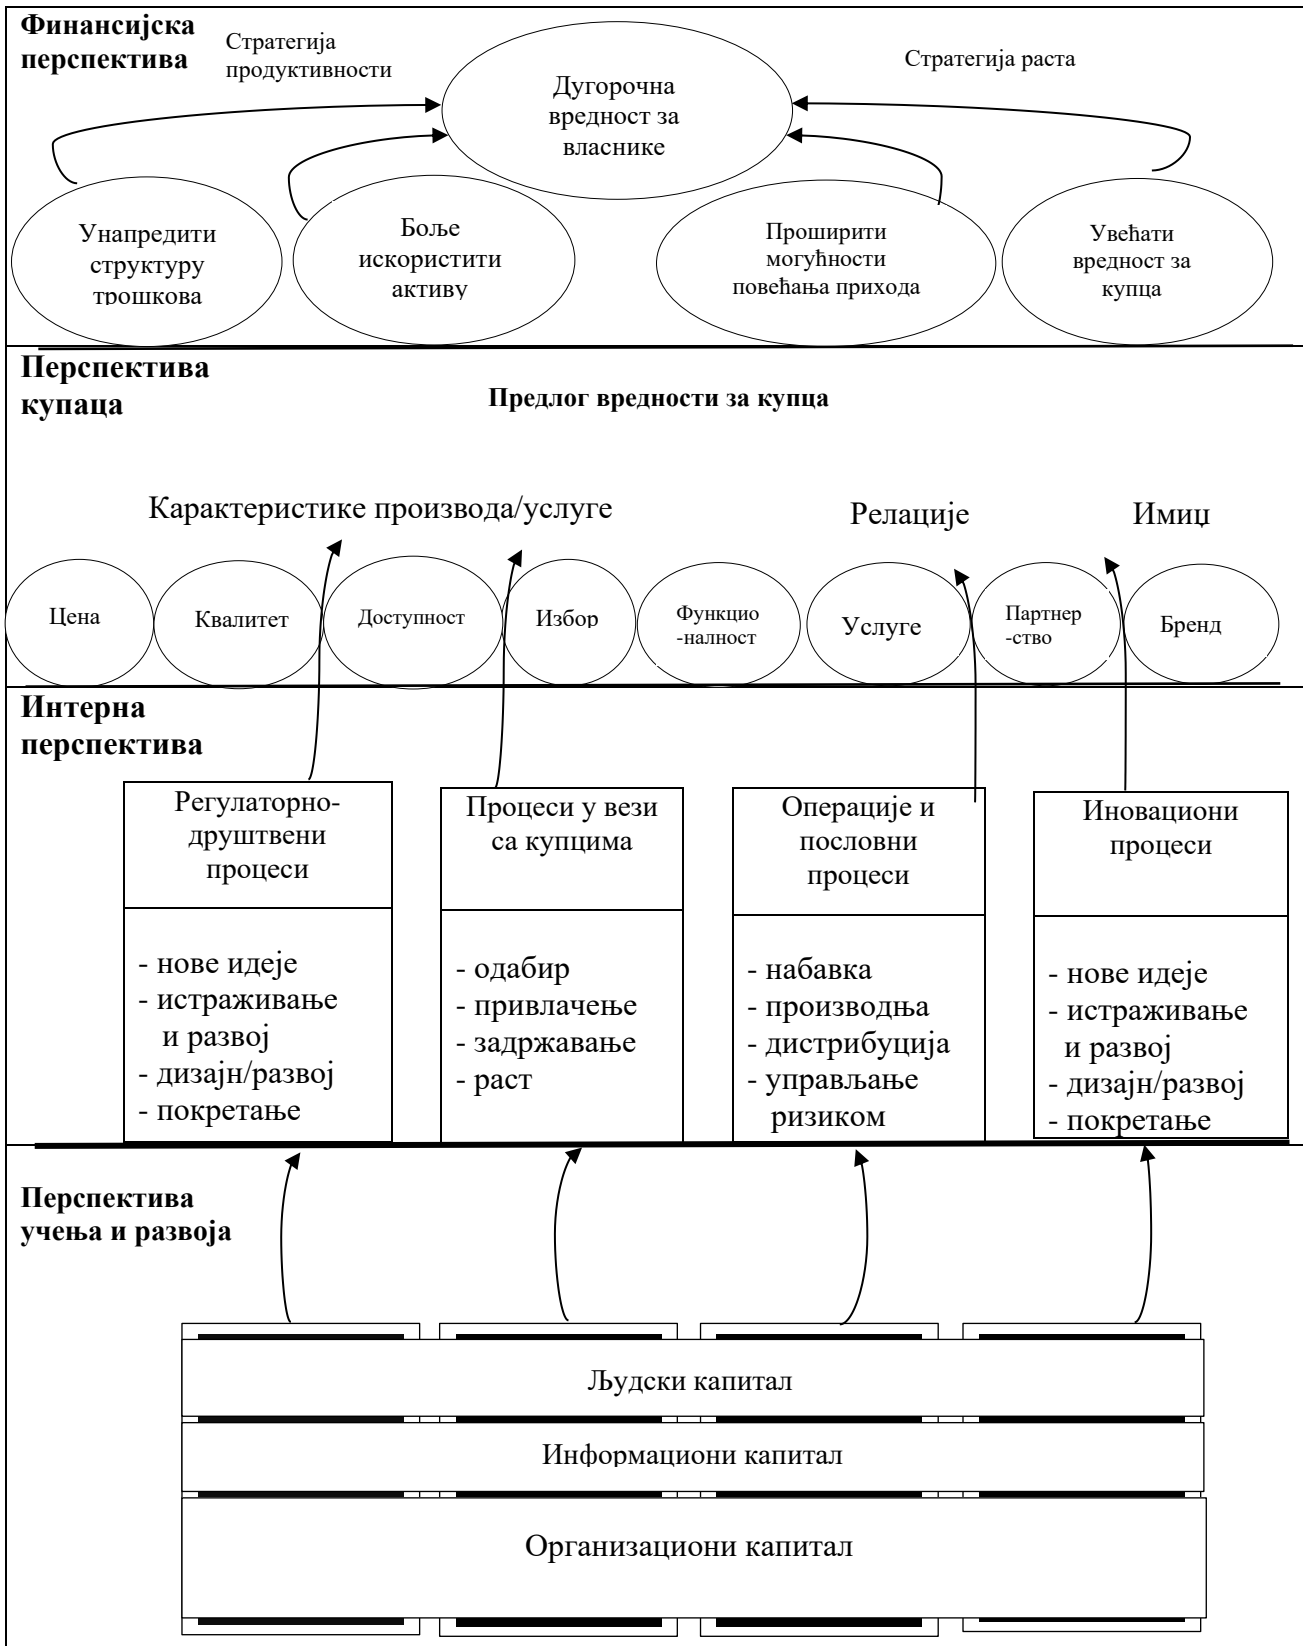 Финансијска
перспектива
Стратегија
продуктивности
Стратегија раста
Дугорочна
вредност за
власнике
Унапредити
структуру
трошкова
Боље
искористити
активу
Проширити
могућности
повећања прихода
Увећати
вредност за
купца
Перспектива
купаца
Предлог вредности за купца
Карактеристике производа/услуге
Релације
Имиџ
Цена
Квалитет
Доступност
Избор
Функцио
-налност
Услуге
Партнер
-ство
Бренд
Интерна
перспектива
Регулаторно-
друштвени
процеси
- нове идеје
- истраживање
и развој
- дизајн/развој
- покретање
Процеси у вези
са купцима
- одабир
- привлачење
- задржавање
- раст
Операције и
пословни
процеси
- набавка
- производња
- дистрибуција
- управљање
ризиком
Иновациони
процеси
- нове идеје
- истраживање
и развој
- дизајн/развој
- покретање
Перспектива
учења и развоја
Људски капитал
Информациони капитал
Организациони капитал